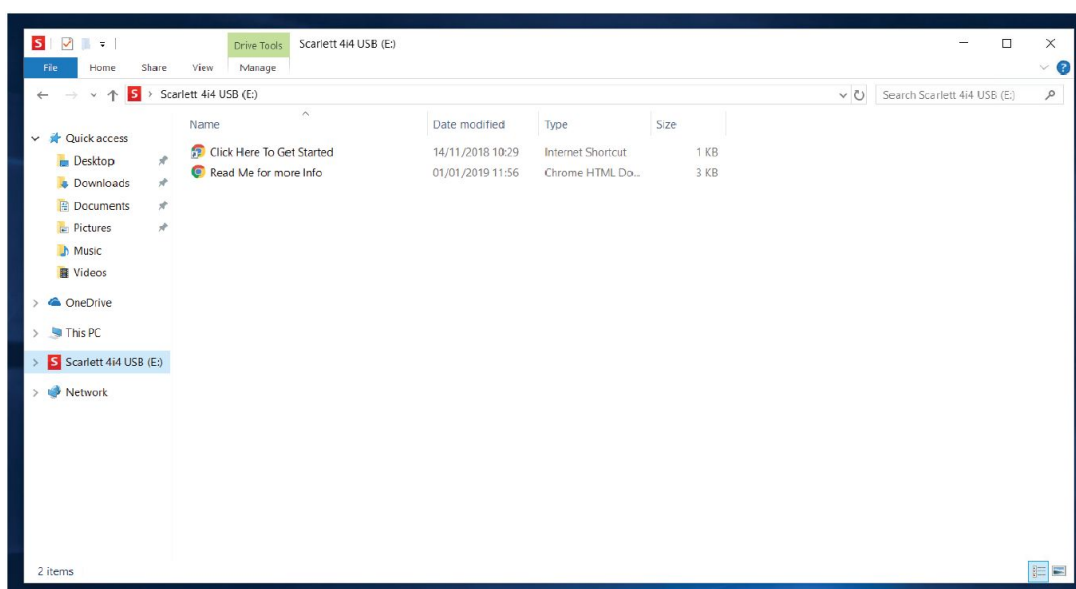 S
Drive Tools Scarlett 4i4 USB (E:)
File Home Share View Manage
S > Scarlett 4i4 USB (E:) Search Scarlett 4i4 USB (E:)
Name Date modified Type Size
Quick access
Click Here To Get Started 14/11/2018 10:29 Internet Shortcut 1 KB
Desktop
Read Me for more Info 01/01/2019 11:56 Chrome HTML Do... 3 KB
Downloads
Documents
Pictures
Music
Videos
OneDrive
This PC
S Scarlett 4i4 USB (E:)
Network
2 items